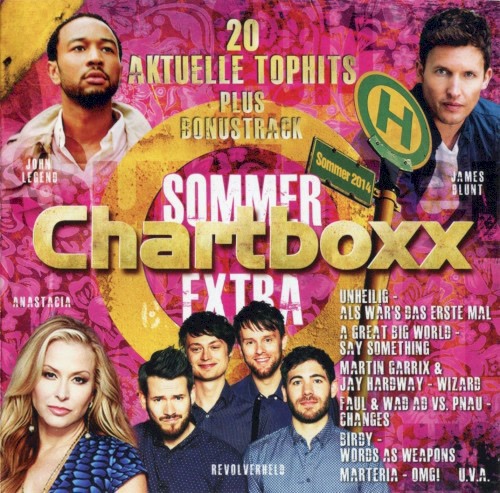 20
AKTUELLE TOPHITS
PLUS
BONUSTRACK
H
Sommer 2014
JOHN
LEGEND
JAMES
BLUNT
SOMMER
Chartboxx
EXTRA
ANASTACIA
UNHEILIG -
ALS WAR'S DAS ERSTE MAL
A GREAT BIG WORLD -
SAY SOMETHING
MARTIN GARRIX &
JAY HARDWAY - WIZARD
FAUL & WAD AD VS. PNAU -
CHANGES
BIRDY -
WORDS AS WEAPONS
MARTERIA - OMG! U.V.A.
REVOLVERHELD